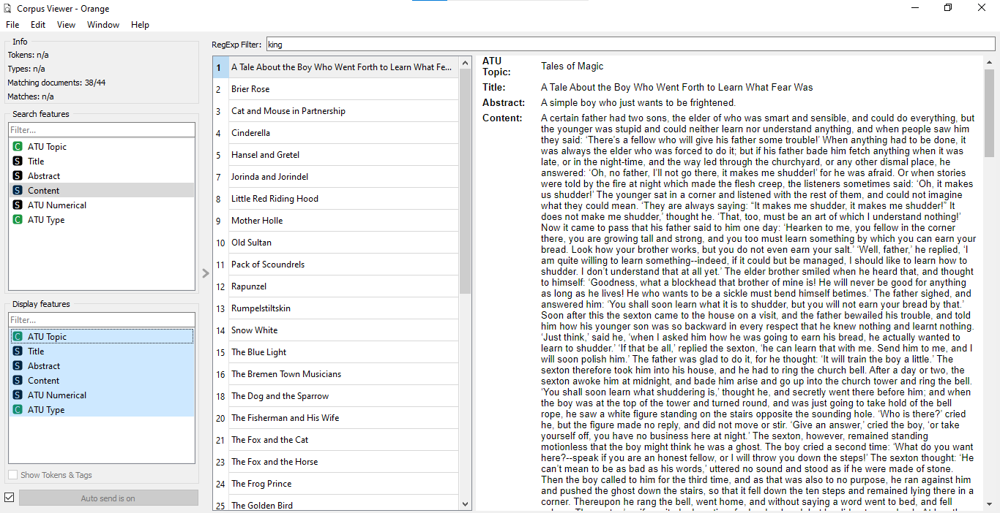 Corpus Viewer - Orange
File Edit View Window Help
Info
Tokens: n/a
Types: n/a
Matching documents: 38/44
Matches: n/a
Search features
Filter...
C ATU Topic
S Title
S Abstract
S Content
S ATU Numerical
C ATU Type
Display features
Filter...
C ATU Topic
S Title
S Abstract
S Content
S ATU Numerical
C ATU Type
Show Tokens & Tags
Auto send is on
RegExp Filter: king
1 A Tale About the Boy Who Went Forth to Learn What Fe...
2 Brier Rose
3 Cat and Mouse in Partnership
4 Cinderella
5 Hansel and Gretel
7 Jorinda and Jorindel
8 Little Red Riding Hood
9 Mother Holle
10 Old Sultan
11 Pack of Scoundrels
12 Rapunzel
13 Rumpelstiltskin
14 Snow White
15 The Blue Light
16 The Bremen Town Musicians
18 The Dog and the Sparrow
20 The Fisherman and His Wife
21 The Fox and the Cat
23 The Fox and the Horse
24 The Frog Prince
25 The Golden Bird
ATU
Topic: Tales of Magic
Title: A Tale About the Boy Who Went Forth to Learn What Fear Was
Abstract: A simple boy who just wants to be frightened.
Content: A certain father had two sons, the elder of who was smart and sensible, and could do everything, but
the younger was stupid and could neither learn nor understand anything, and when people saw him
they said: ‘There’s a fellow who will give his father some trouble!’ When anything had to be done, it
was always the elder who was forced to do it; but if his father bade him fetch anything when it was
late, or in the night-time, and the way led through the churchyard, or any other dismal place, he
answered: ‘Oh, no father, I’ll not go there, it makes me shudder!’ for he was afraid. Or when stories
were told by the fire at night which made the flesh creep, the listeners sometimes said: ‘Oh, it makes
us shudder!’ The younger sat in a corner and listened with the rest of them, and could not imagine
what they could mean. ‘They are always saying: “It makes me shudder, it makes me shudder!” It
does not make me shudder,’ thought he. ‘That, too, must be an art of which I understand nothing!’
Now it came to pass that his father said to him one day: ‘Hearken to me, you fellow in the corner
there, you are growing tall and strong, and you too must learn something by which you can earn your
bread. Look how your brother works, but you do not even earn your salt.’ ‘Well, father,’ he replied, ‘I
am quite willing to learn something--indeed, if it could but be managed, I should like to learn how to
shudder. I don’t understand that at all yet.’ The elder brother smiled when he heard that, and thought
to himself: ‘Goodness, what a blockhead that brother of mine is! He will never be good for anything
as long as he lives! He who wants to be a sickle must bend himself betimes.’ The father sighed, and
answered him: ‘You shall soon learn what it is to shudder, but you will not earn your bread by that.’
Soon after this the sexton came to the house on a visit, and the father bewailed his trouble, and told
him how his younger son was so backward in every respect that he knew nothing and learnt nothing.
‘Just think,’ said he, ‘when I asked him how he was going to earn his bread, he actually wanted to
learn to shudder.’ ‘If that be all,’ replied the sexton, ‘he can learn that with me. Send him to me, and I
will soon polish him.’ The father was glad to do it, for he thought: ‘It will train the boy a little.’ The
sexton therefore took him into his house, and he had to ring the church bell. After a day or two, the
sexton awoke him at midnight, and bade him arise and go up into the church tower and ring the bell.
‘You shall soon learn what shuddering is,’ thought he, and secretly went there before him; and when
the boy was at the top of the tower and turned round, and was just going to take hold of the bell
rope, he saw a white figure standing on the stairs opposite the sounding hole. ‘Who is there?’ cried
he, but the figure made no reply, and did not move or stir. ‘Give an answer,’ cried the boy, ‘or take
yourself off, you have no business here at night.’ The sexton, however, remained standing
motionless that the boy might think he was a ghost. The boy cried a second time: ‘What do you want
here?--speak if you are an honest fellow, or I will throw you down the steps!’ The sexton thought: ‘He
can’t mean to be as bad as his words,’ uttered no sound and stood as if he were made of stone.
Then the boy called to him for the third time, and as that was also to no purpose, he ran against him
and pushed the ghost down the stairs, so that it fell down the ten steps and remained lying there in a
corner. Thereupon he rang the bell, went home, and without saying a word went to bed, and fell